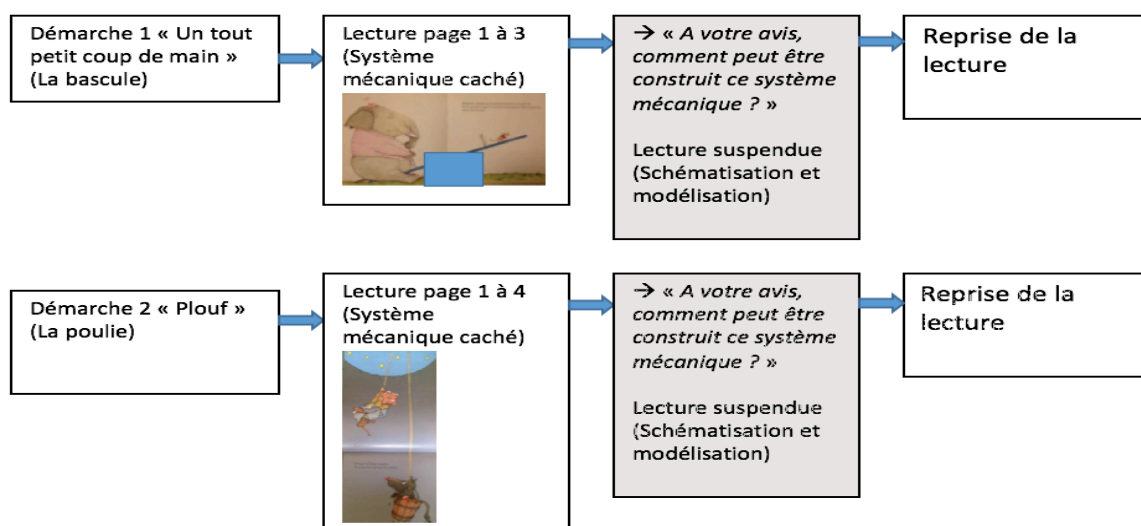 Démarche 1 « Un tout
petit coup de main »
(La bascule)
Lecture page 1 à 3
(Système
mécanique caché)
→ « A votre avis,
comment peut être
construit ce système
mécanique ? »
Lecture suspendue
(Schématisation et
modélisation)
Reprise de la
lecture
Démarche 2 « Plouf »
(La poulie)
Lecture page 1 à 4
(Système
mécanique caché)
→ « A votre avis,
comment peut être
construit ce système
mécanique ? »
Lecture suspendue
(Schématisation et
modélisation)
Reprise de la
lecture